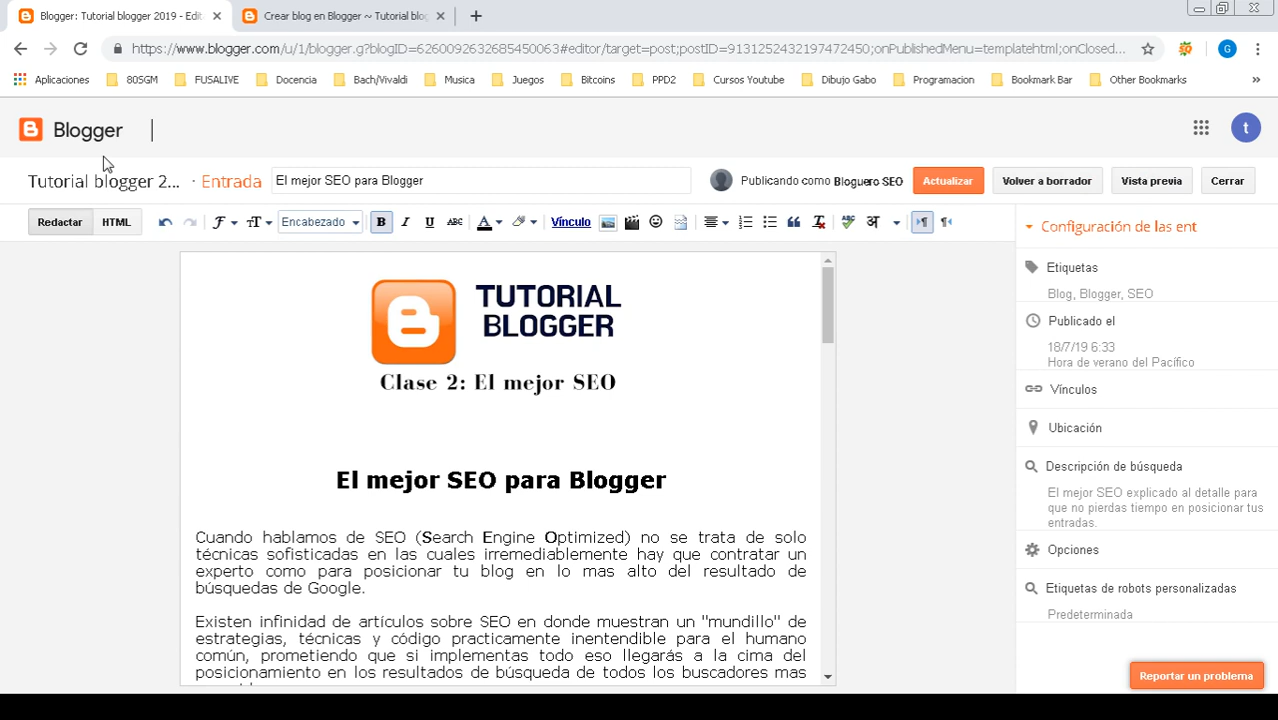 Blogger: Tutorial blogger 2019 - Edit
Crear blog en Blogger ~ Tutorial blog
https://www.blogger.com/u/1/blogger.g?blogID=6260092632685450063#editor/target=post;postID=9131252432197472450;onPublishedMenu=templatehtml;onClosed...
G
Aplicaciones
80SGM
FUSALIVE
Docencia
Bach/Vivaldi
Musica
Juegos
Bitcoins
PPD2
Cursos Youtube
Dibujo Gabo
Programacion
Bookmark Bar
Other Bookmarks
»
Blogger
t
Tutorial blogger 2... · Entrada
El mejor SEO para Blogger
Publicando como Bloguero SEO
Actualizar
Volver a borrador
Vista previa
Cerrar
Redactar
HTML
Encabezado
B
I
U
ABC
A
Vínculo
Configuración de las ent
Etiquetas
Blog, Blogger, SEO
Publicado el
18/7/19 6:33
Hora de verano del Pacífico
Vínculos
Ubicación
Descripción de búsqueda
El mejor SEO explicado al detalle para
que no pierdas tiempo en posicionar tu
entradas.
Opciones
Etiquetas de robots personalizadas
Predeterminada
Reportar un problema
TUTORIAL
BLOGGER
Clase 2: El mejor SEO
El mejor SEO para Blogger
Cuando hablamos de SEO (Search Engine Optimized) no se trata de solo
técnicas sofisticadas en las cuales irremediablemente hay que contratar un
experto como para posicionar tu blog en lo mas alto del resultado de
búsquedas de Google.
Existen infinidad de artículos sobre SEO en donde muestran un "mundillo" de
estrategias, técnicas y código practicamente inentendible para el humano
común, prometiendo que si implementas todo eso llegarás a la cima del
posicionamiento en los resultados de búsqueda de todos los buscadores mas